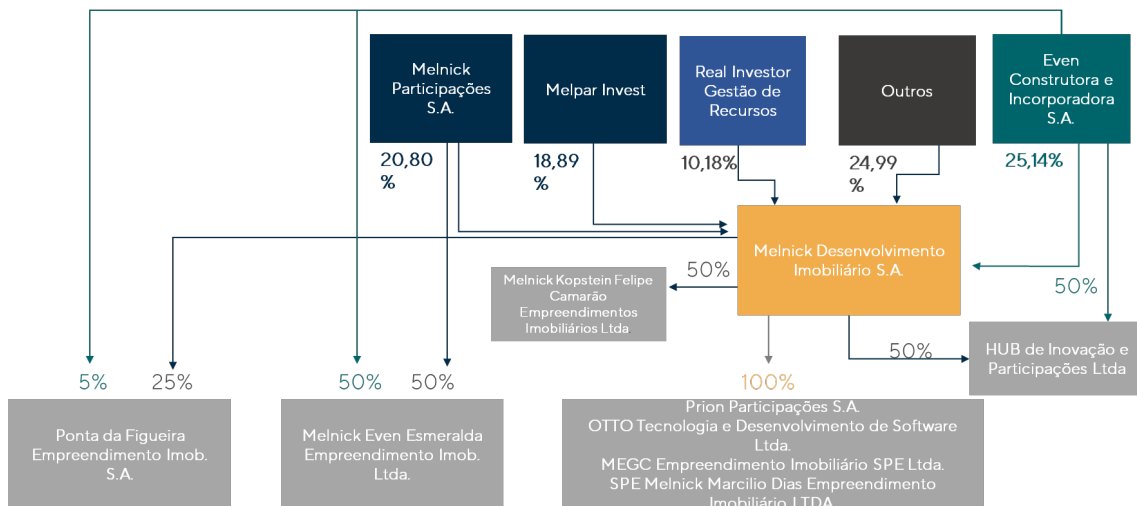 Melnick
Participações
S.A.
Melpar Invest
Real Investor
Gestão de
Recursos
Outros
Even
Construtora e
Incorporadora
S.A.
20,80
%
18,89
%
10,18%
24,99
%
25,14%
Melnick Desenvolvimento
Imobiliário S.A.
50%
Melnick Kopstein Felipe
Camarão
Empreendimentos
Imobiliários Ltda.
50%
50%
HUB de Inovação e
Participações Ltda
5%
25%
50%
50%
100%
Ponta da Figueira
Empreendimento Imob.
S.A.
Melnick Even Esmeralda
Empreendimento Imob.
Ltda.
Prion Participações S.A.
OTTO Tecnologia e Desenvolvimento de Software
Ltda.
MEGC Empreendimento Imobiliário SPE Ltda.
SPE Melnick Marcilio Dias Empreendimento
Imobiliário LTDA